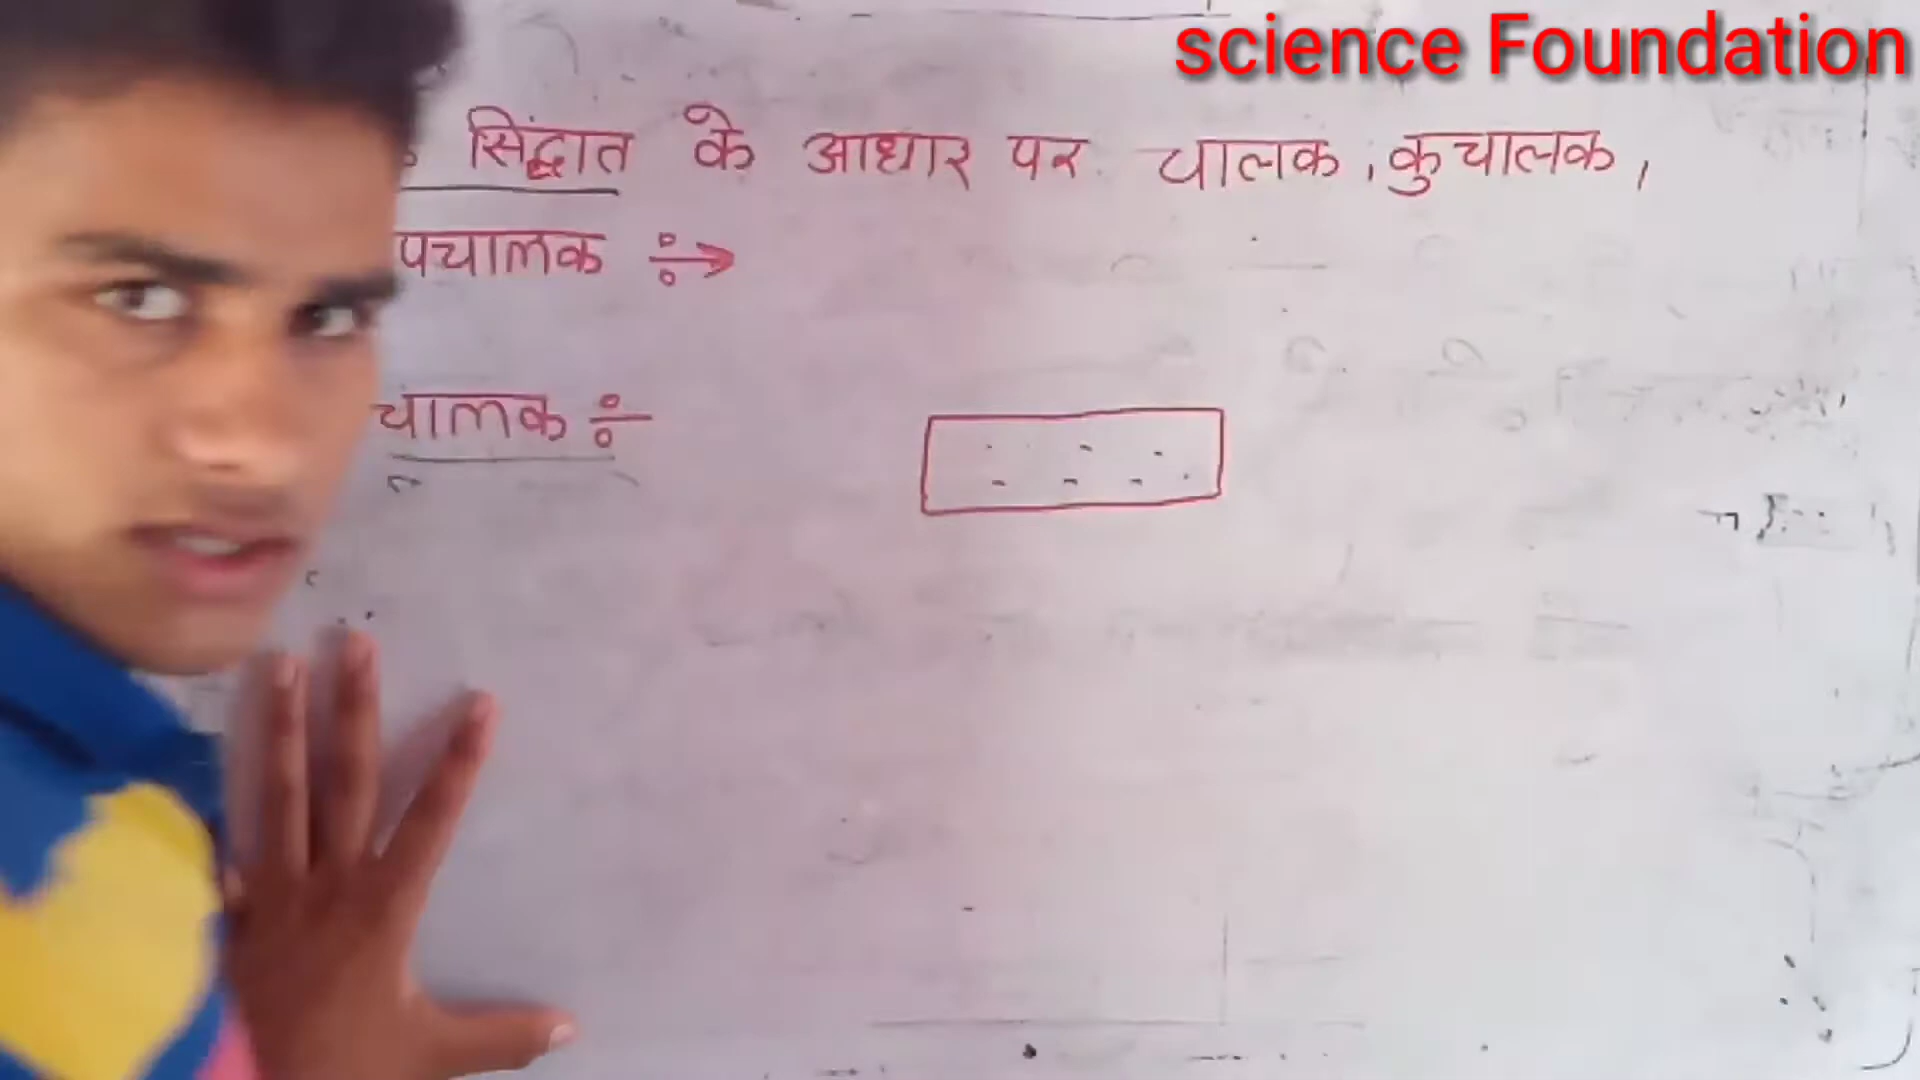 science Foundation
सिंद्धात के आधार पर चालक, कुचालक,
पचालक ÷→
चालक ÷